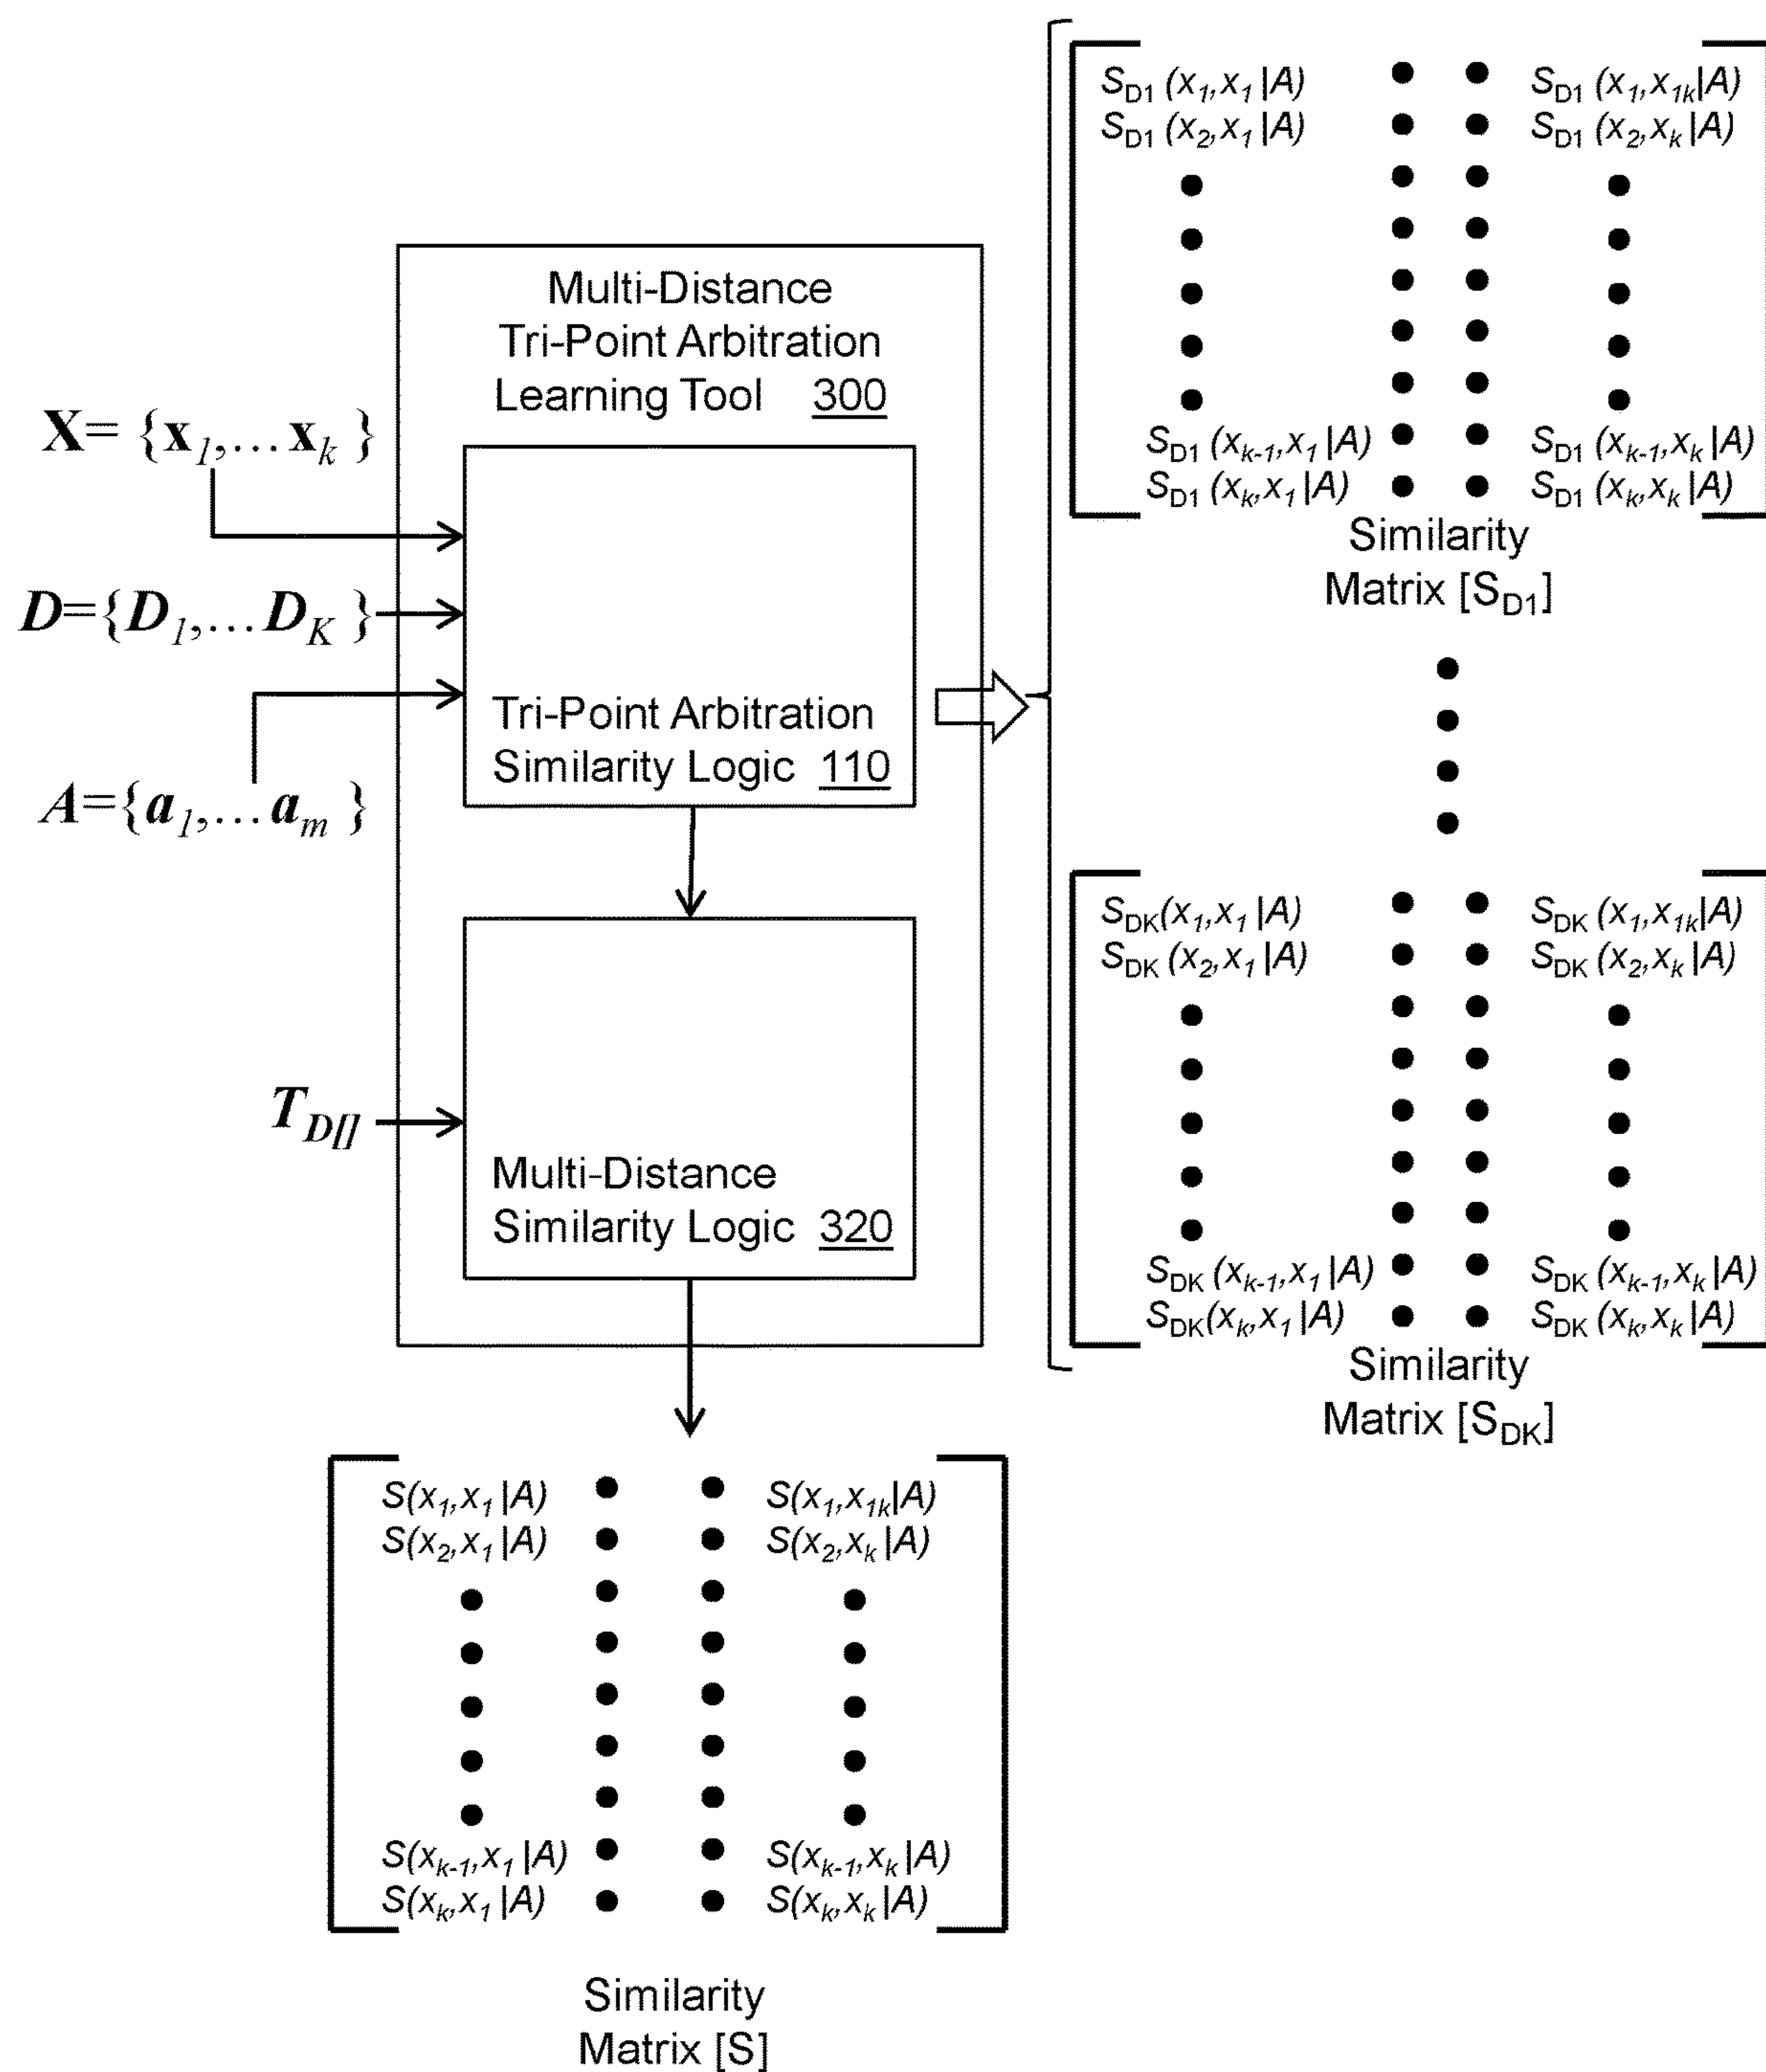 S_D1 (x_1,x_1|A) S_D1 (x_1,x_1k|A)
S_D1 (x_2,x_1|A) S_D1 (x_2,x_k|A)
S_D1 (x_k-1,x_1|A) S_D1 (x_k-1,x_k|A)
S_D1 (x_k,x_1|A) S_D1 (x_k,x_k|A)
Similarity
Matrix [S_D1]
Multi-Distance
Tri-Point Arbitration
Learning Tool 300
X= {x_1,... x_k }
D={D_1,... D_K }
A={a_1,... a_m }
Tri-Point Arbitration
Similarity Logic 110
T_D[]
Multi-Distance
Similarity Logic 320
S_DK(x_1,x_1|A) S_DK (x_1,x_1k|A)
S_DK (x_2,x_1|A) S_DK (x_2,x_k|A)
S_DK (x_k-1,x_1|A) S_DK (x_k-1,x_k|A)
S_DK(x_k,x_1|A) S_DK (x_k,x_k|A)
Similarity
Matrix [S_DK]
S(x_1,x_1|A) S(x_1,x_1k|A)
S(x_2,x_1|A) S(x_2,x_k|A)
S(x_k-1,x_1|A) S(x_k-1,x_k|A)
S(x_k,x_1|A) S(x_k,x_k|A)
Similarity
Matrix [S]